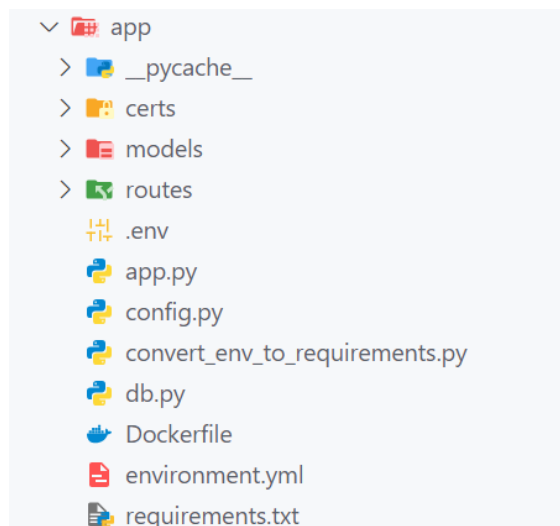 app
__pycache__
certs
models
routes
.env
app.py
config.py
convert_env_to_requirements.py
db.py
Dockerfile
environment.yml
requirements.txt